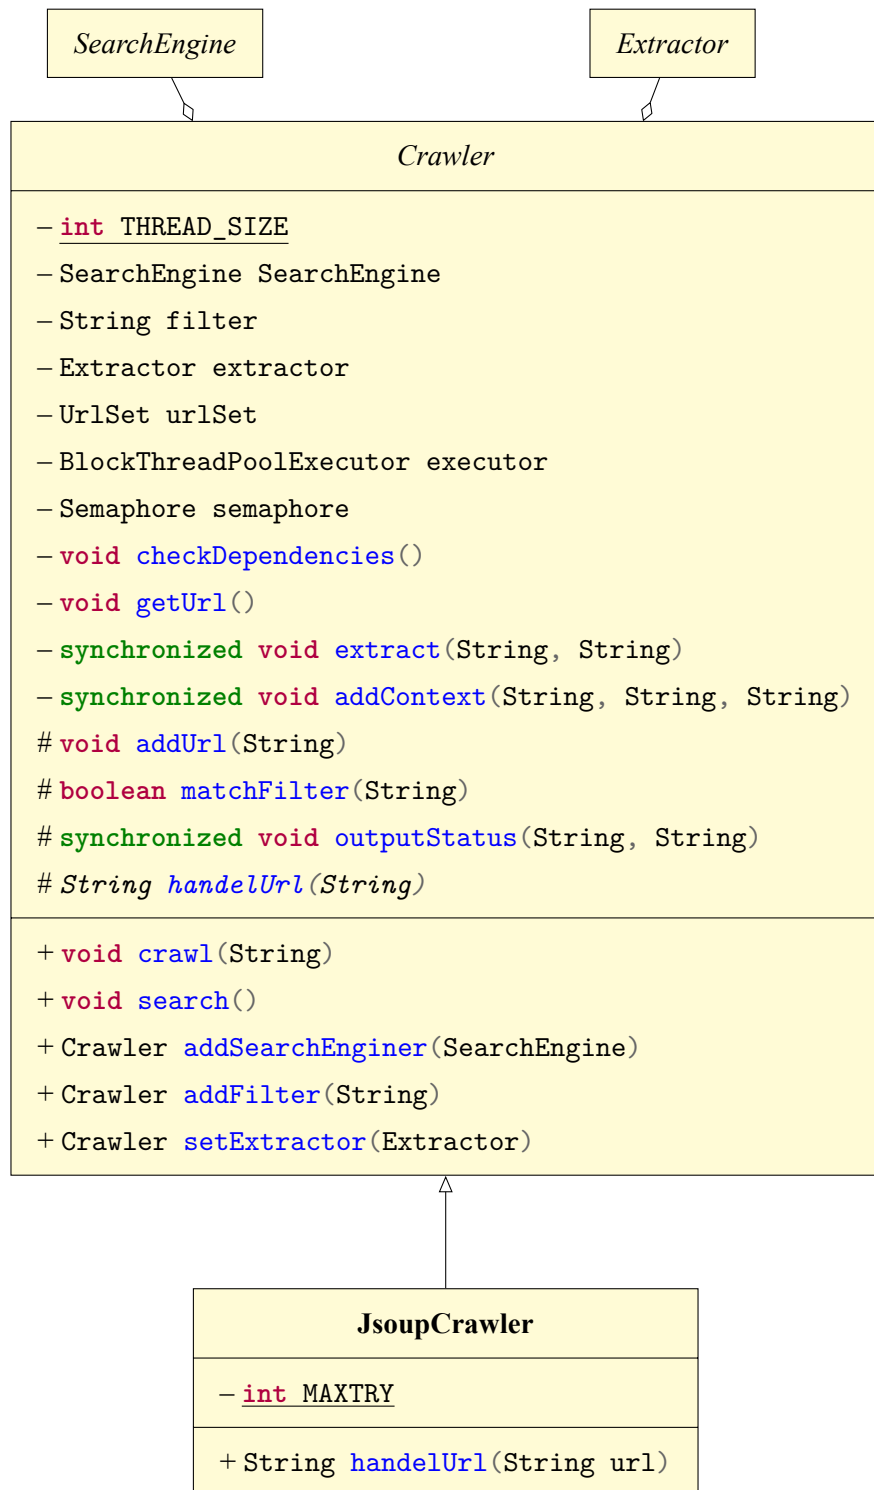 SearchEngine
Extractor
Crawler
− int THREAD_SIZE
− SearchEngine SearchEngine
− String filter
− Extractor extractor
− UrlSet urlSet
− BlockThreadPoolExecutor executor
− Semaphore semaphore
− void checkDependencies()
− void getUrl()
− synchronized void extract(String, String)
− synchronized void addContext(String, String, String)
# void addUrl(String)
# boolean matchFilter(String)
# synchronized void outputStatus(String, String)
# String handelUrl(String)
+ void crawl(String)
+ void search()
+ Crawler addSearchEnginer(SearchEngine)
+ Crawler addFilter(String)
+ Crawler setExtractor(Extractor)
JsoupCrawler
− int MAXTRY
+ String handelUrl(String url)